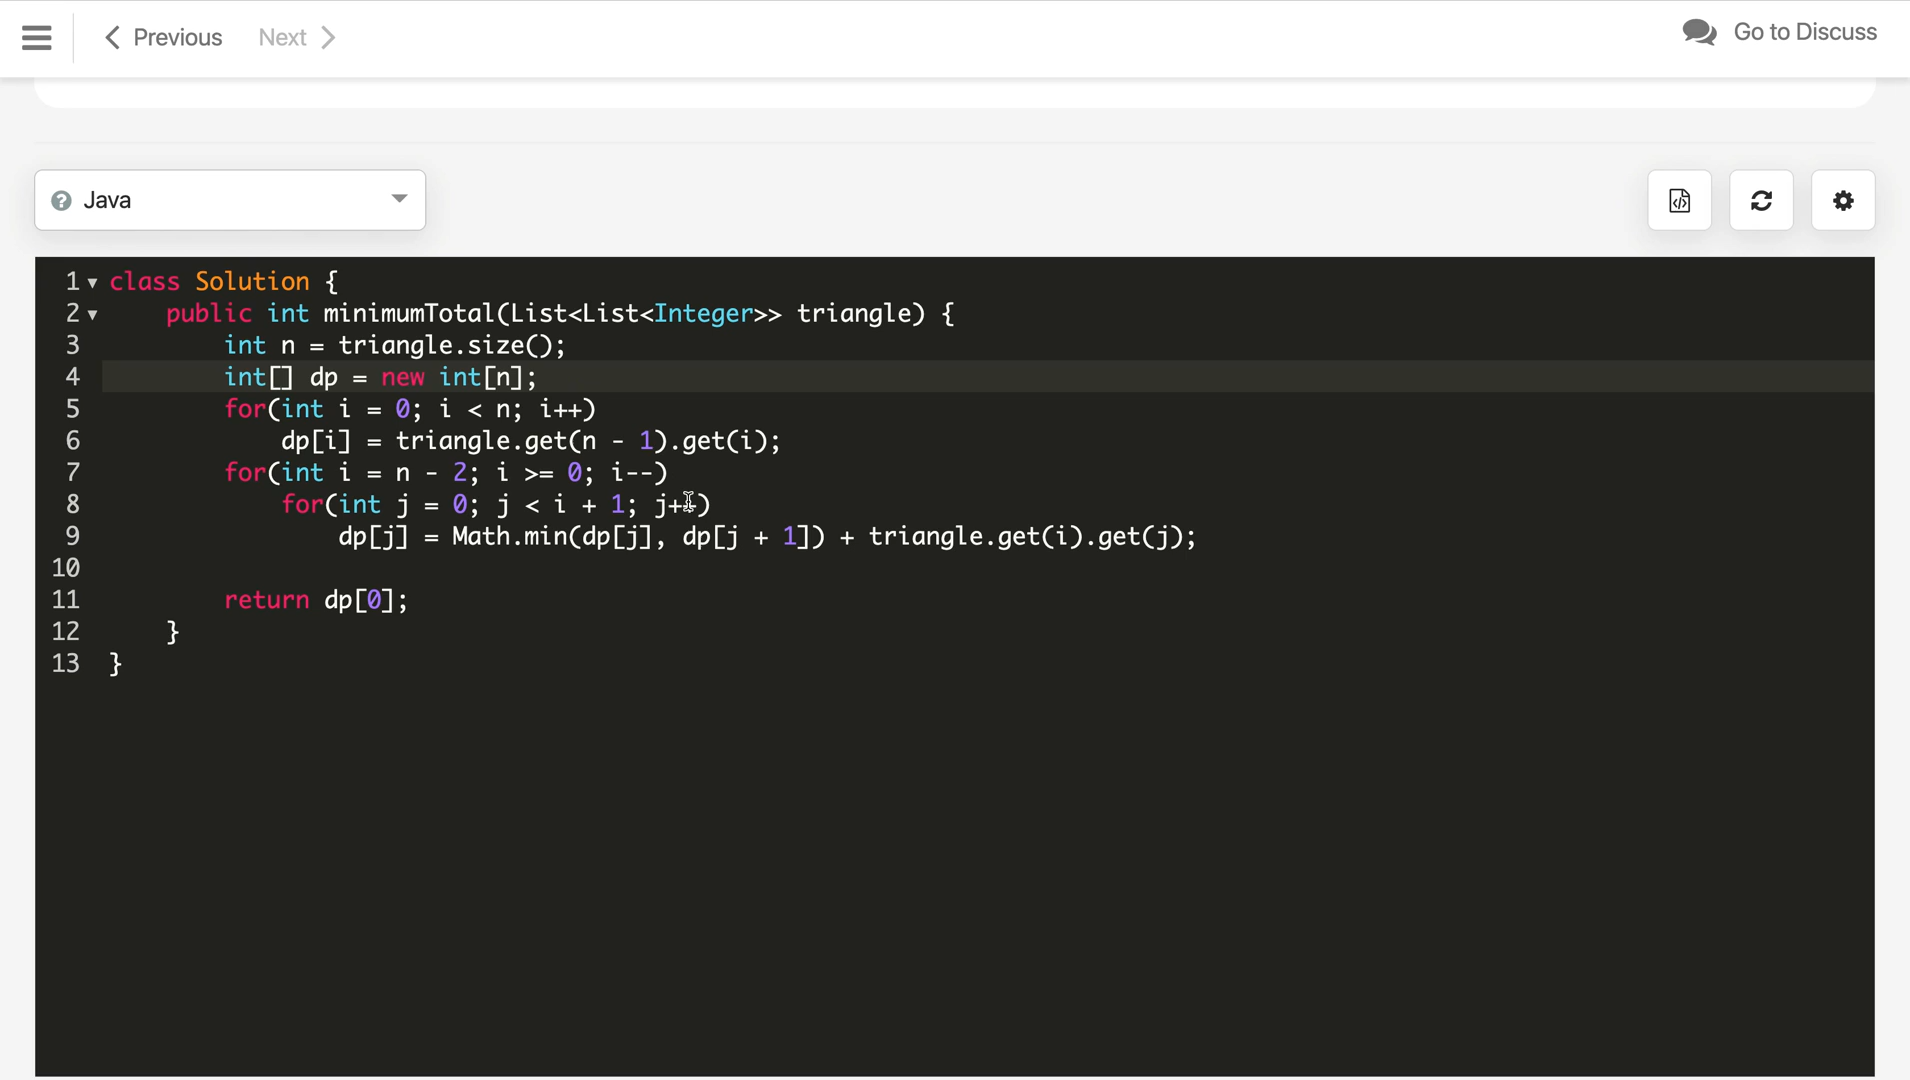 Previous Next Go to Discuss
Java
1 class Solution {
2 public int minimumTotal(List<List<Integer>> triangle) {
3 int n = triangle.size();
4 int[] dp = new int[n];
5 for(int i = 0; i < n; i++)
6 dp[i] = triangle.get(n - 1).get(i);
7 for(int i = n - 2; i >= 0; i--)
8 for(int j = 0; j < i + 1; j++)
9 dp[j] = Math.min(dp[j], dp[j + 1]) + triangle.get(i).get(j);
10
11 return dp[0];
12 }
13 }